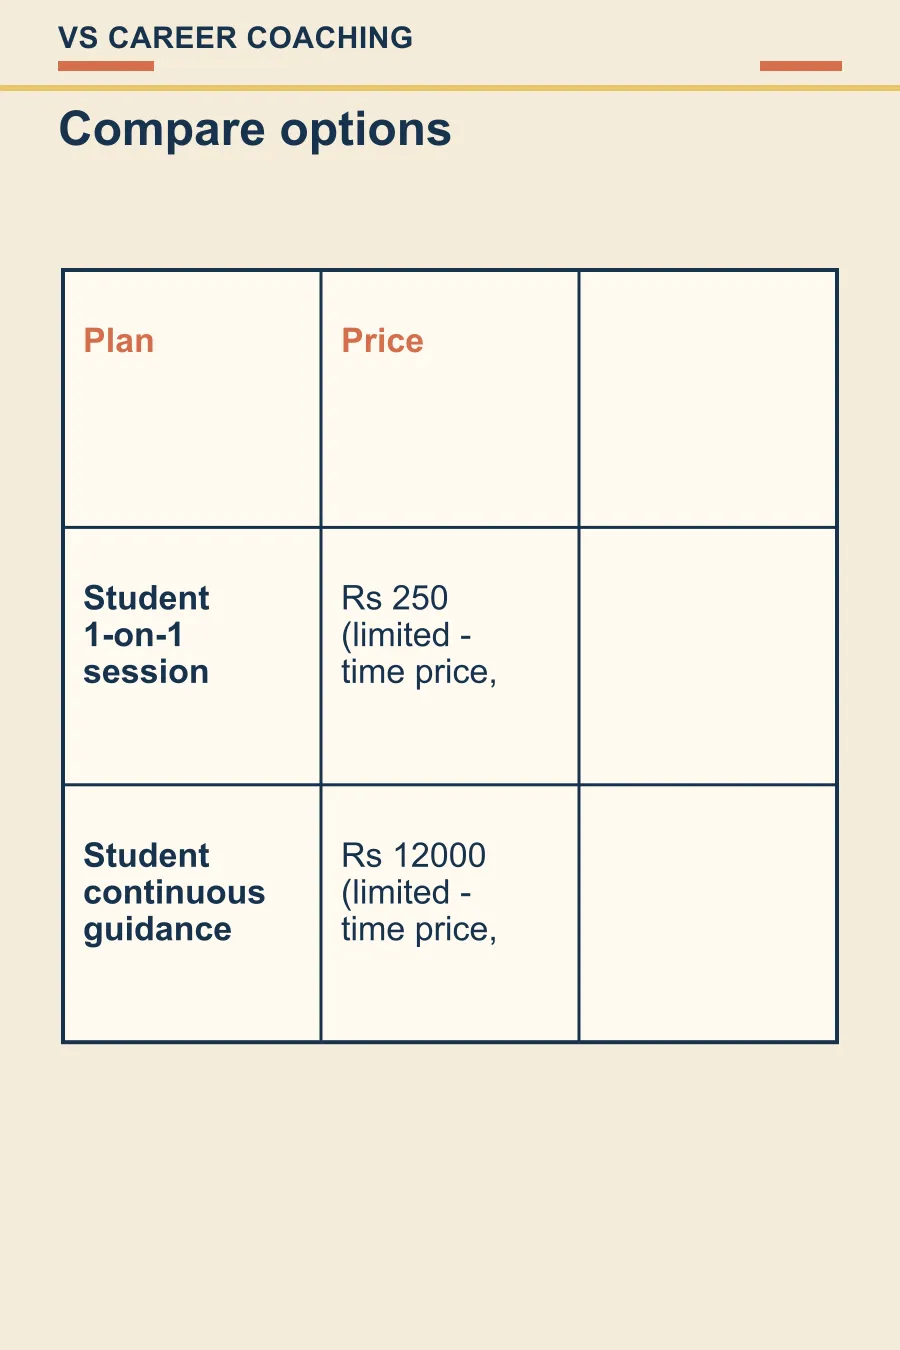 VS CAREER COACHING
Compare options
Plan
Price
Student
1-on-1
session
Rs 250
(limited -
time price,
Student
continuous
guidance
Rs 12000
(limited -
time price,